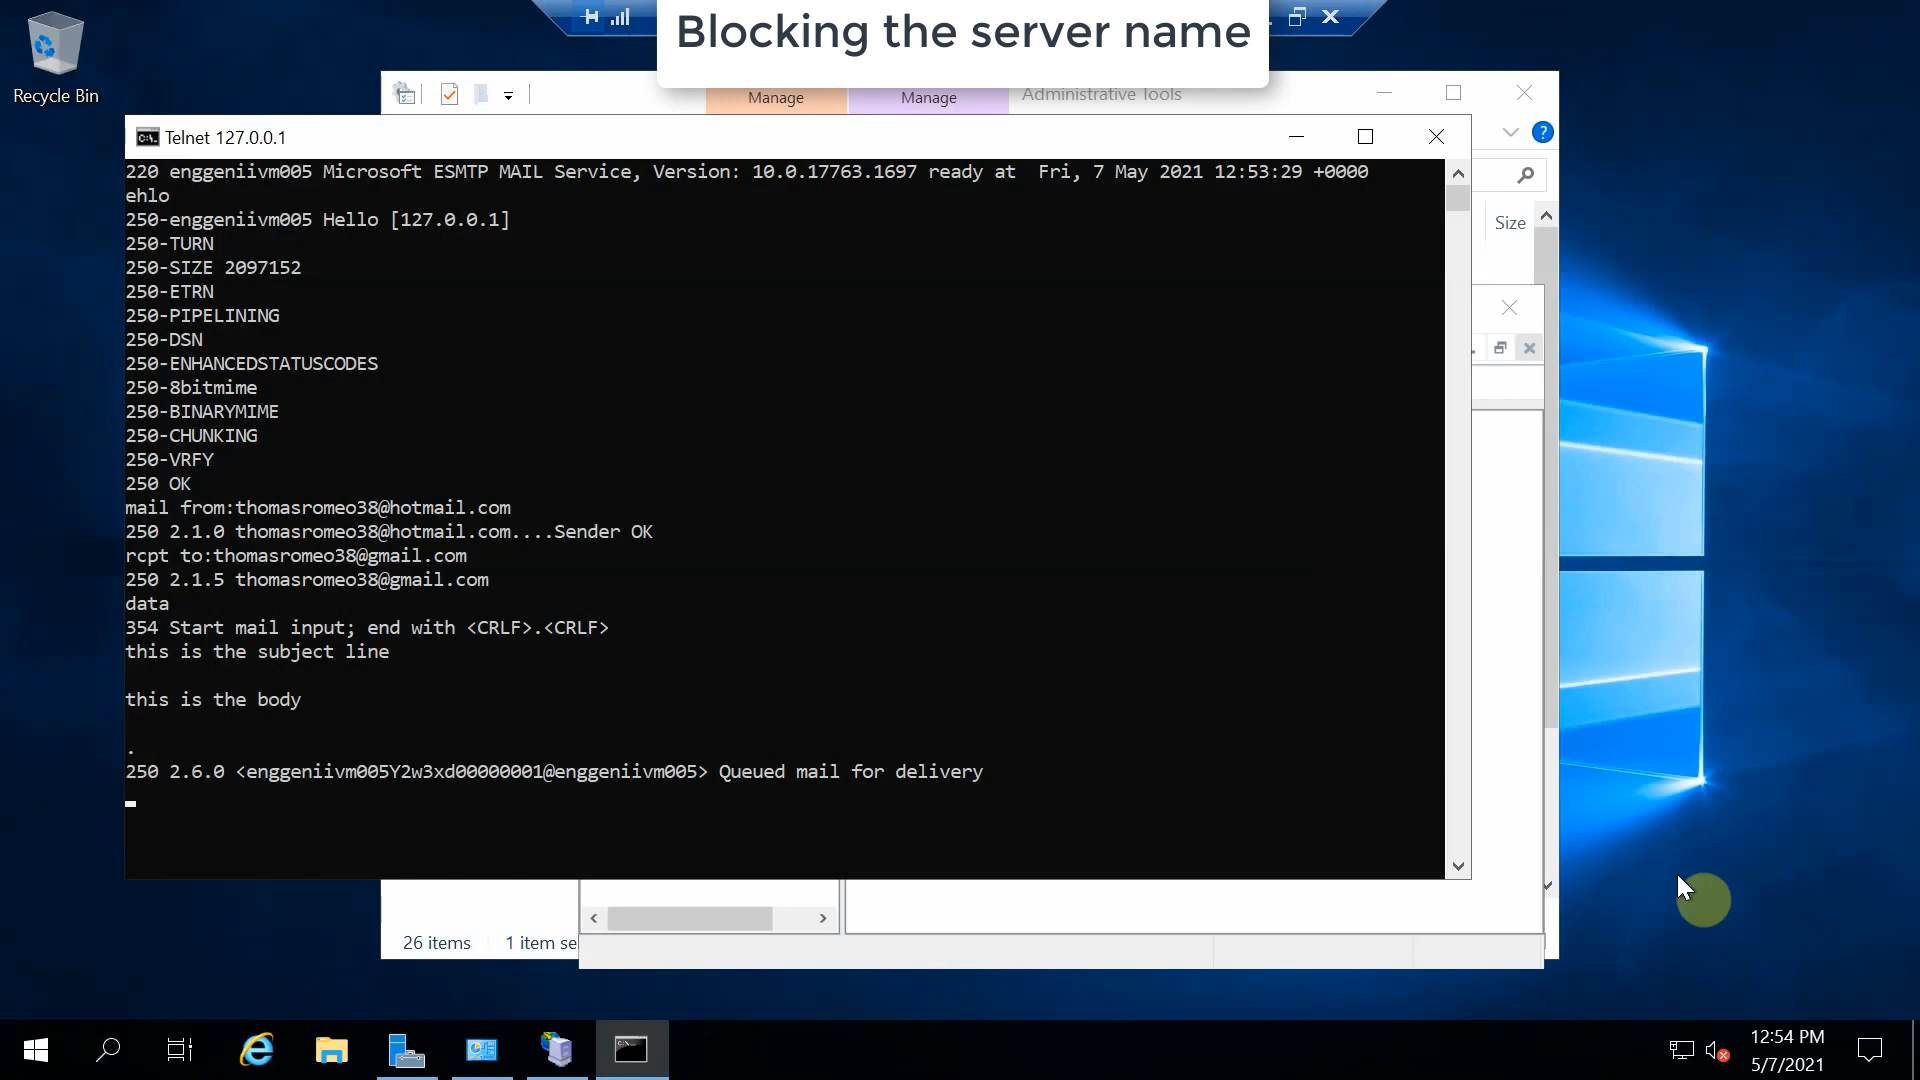 Blocking the server name
Recycle Bin
Manage
Manage
Administrative Tools
Telnet 127.0.0.1
220 enggeniivm005 Microsoft ESMTP MAIL Service, Version: 10.0.17763.1697 ready at  Fri, 7 May 2021 12:53:29 +0000
ehlo
250-enggeniivm005 Hello [127.0.0.1]
250-TURN
250-SIZE 2097152
250-ETRN
250-PIPELINING
250-DSN
250-ENHANCEDSTATUSCODES
250-8bitmime
250-BINARYMIME
250-CHUNKING
250-VRFY
250 OK
mail from:thomasromeo38@hotmail.com
250 2.1.0 thomasromeo38@hotmail.com....Sender OK
rcpt to:thomasromeo38@gmail.com
250 2.1.5 thomasromeo38@gmail.com
data
354 Start mail input; end with <CRLF>.<CRLF>
this is the subject line
this is the body
.
250 2.6.0 <enggeniivm005Y2w3xd00000001@enggeniivm005> Queued mail for delivery
Size
26 items
1 item se
12:54 PM
5/7/2021